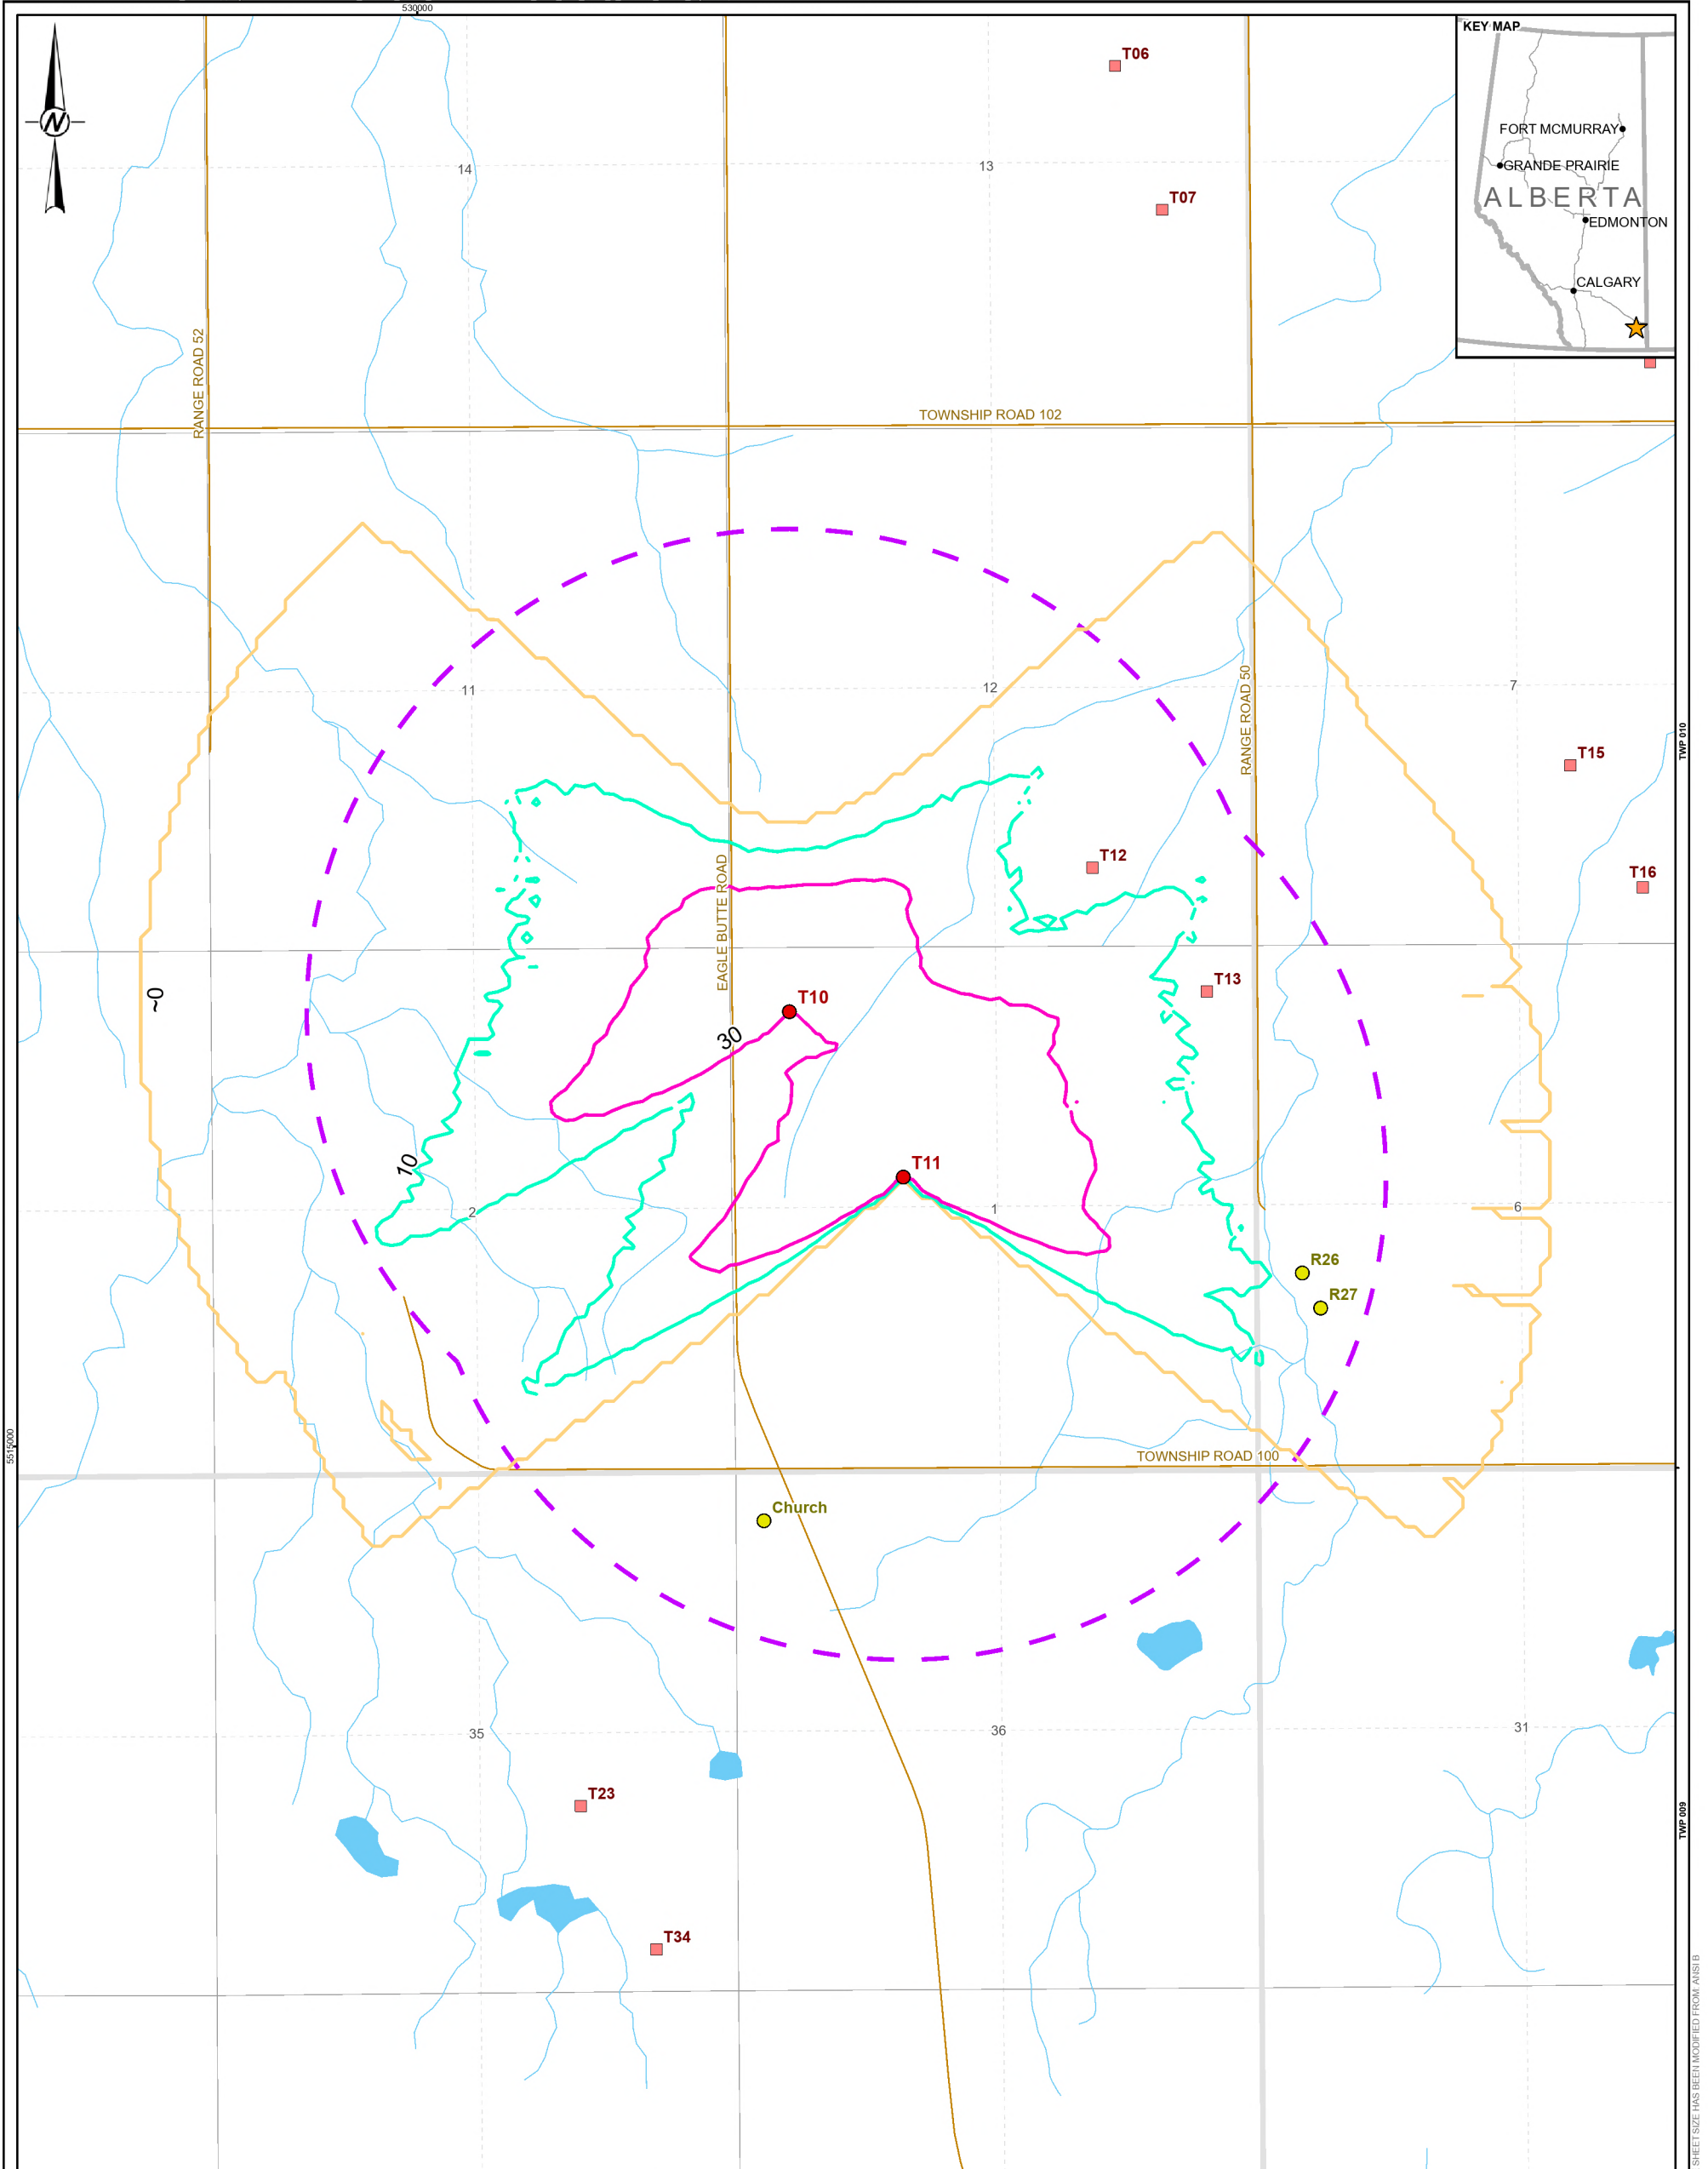 530000
KEY MAP
N
T06
FORT MCMURRAY
14
13
GRANDE PRAIRIE
T07
ALBERTA
EDMONTON
CALGARY
RANGE ROAD 52
TOWNSHIP ROAD 102
11
12
7
RANGE ROAD 50
TWP 010
T15
T12
T16
EAGLE BUTTE ROAD
~0
T10
T13
30
10
T11
2
1
6
R26
R27
5515000
TOWNSHIP ROAD 100
Church
35
36
31
T23
TWP 009
T34
SHEET SIZE HAS BEEN MODIFIED FROM: ANSI B